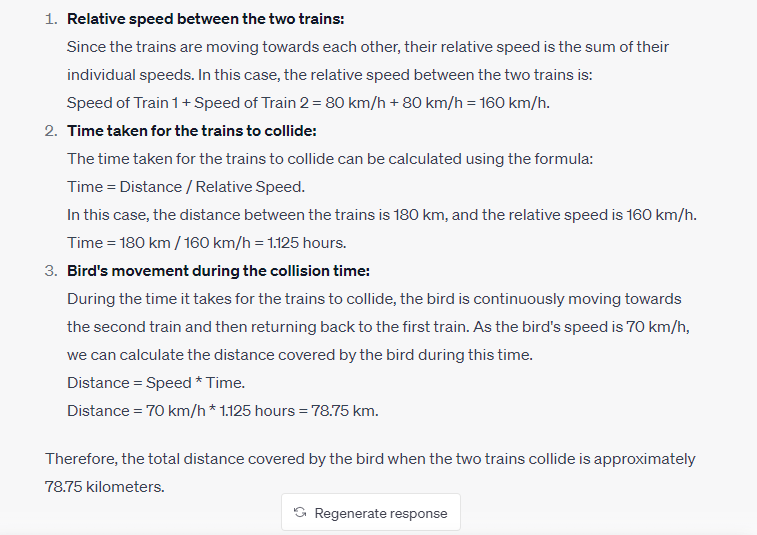 1. Relative speed between the two trains:
Since the trains are moving towards each other, their relative speed is the sum of their
individual speeds. In this case, the relative speed between the two trains is:
Speed of Train 1 + Speed of Train 2 = 80 km/h + 80 km/h = 160 km/h.
2. Time taken for the trains to collide:
The time taken for the trains to collide can be calculated using the formula:
Time = Distance / Relative Speed.
In this case, the distance between the trains is 180 km, and the relative speed is 160 km/h.
Time = 180 km / 160 km/h = 1.125 hours.
3. Bird's movement during the collision time:
During the time it takes for the trains to collide, the bird is continuously moving towards
the second train and then returning back to the first train. As the bird's speed is 70 km/h,
we can calculate the distance covered by the bird during this time.
Distance = Speed * Time.
Distance = 70 km/h * 1.125 hours = 78.75 km.
Therefore, the total distance covered by the bird when the two trains collide is approximately
78.75 kilometers.
Regenerate response